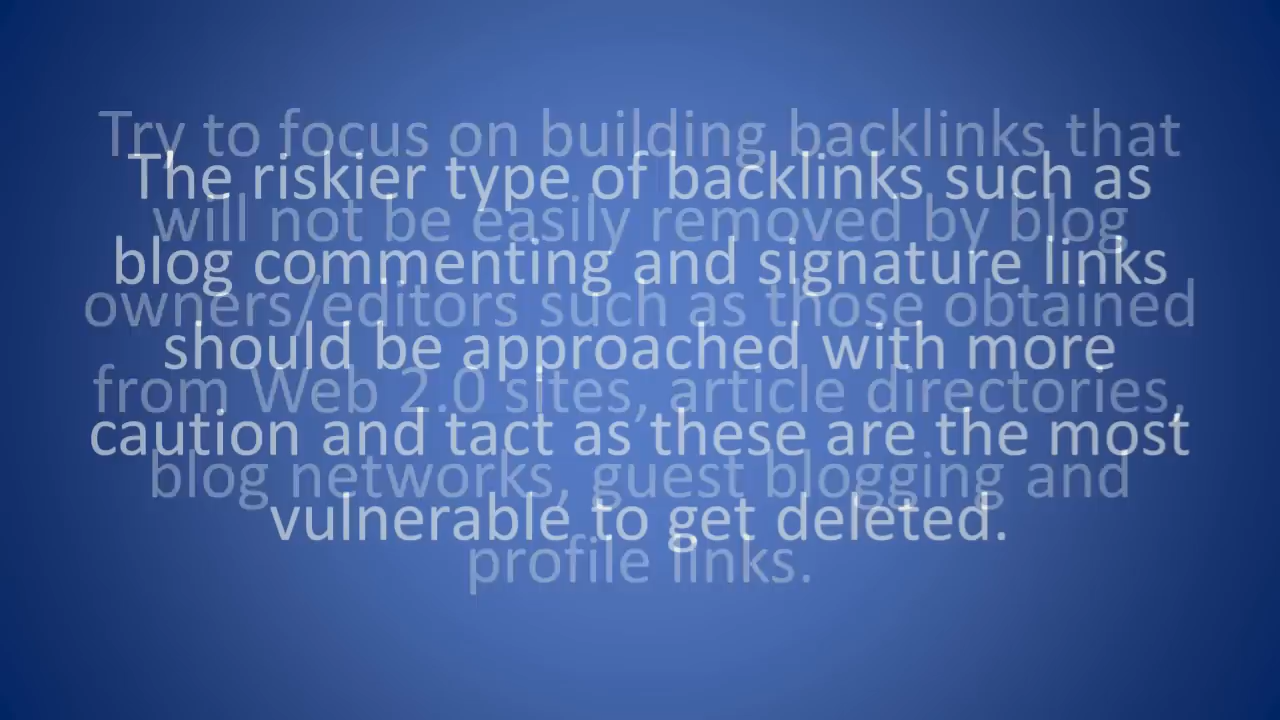 Try to focus on building backlinks that
will not be easily removed by blog
owners/editors such as those obtained
from Web 2.0 sites, article directories,
blog networks, guest blogging and
profile links.
The riskier type of backlinks such as
blog commenting and signature links
should be approached with more
caution and tact as these are the most
vulnerable to get deleted.